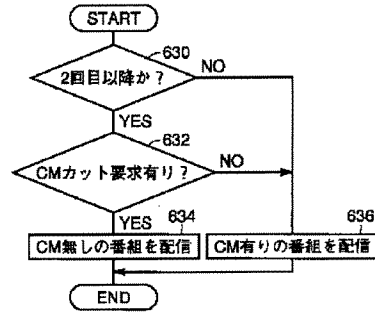 START
630
2回目以降か？
NO
YES
632
CMカット要求有り？
NO
YES
634
636
CM無しの番組を配信
CM有りの番組を配信
END